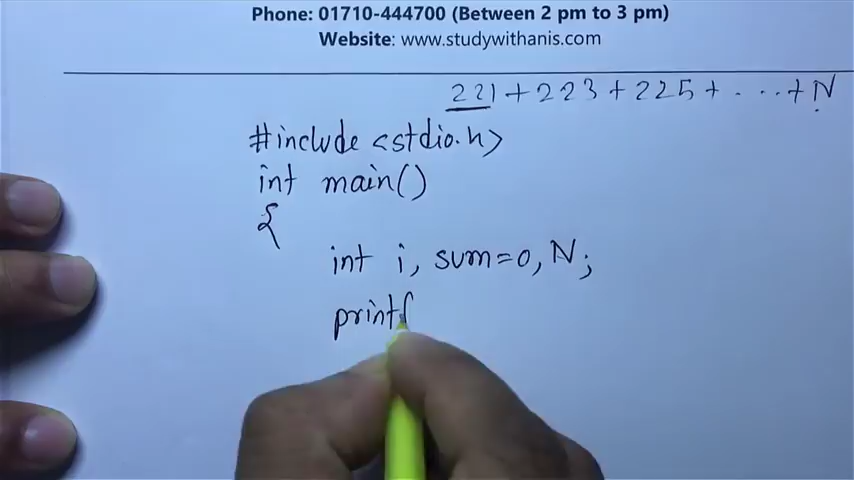 Phone: 01710-444700 (Between 2 pm to 3 pm)
Website: www.studywithanis.com
221+223+225+....+N
#include <stdio.h>
int main()
{
int i, sum=0, N;
printf